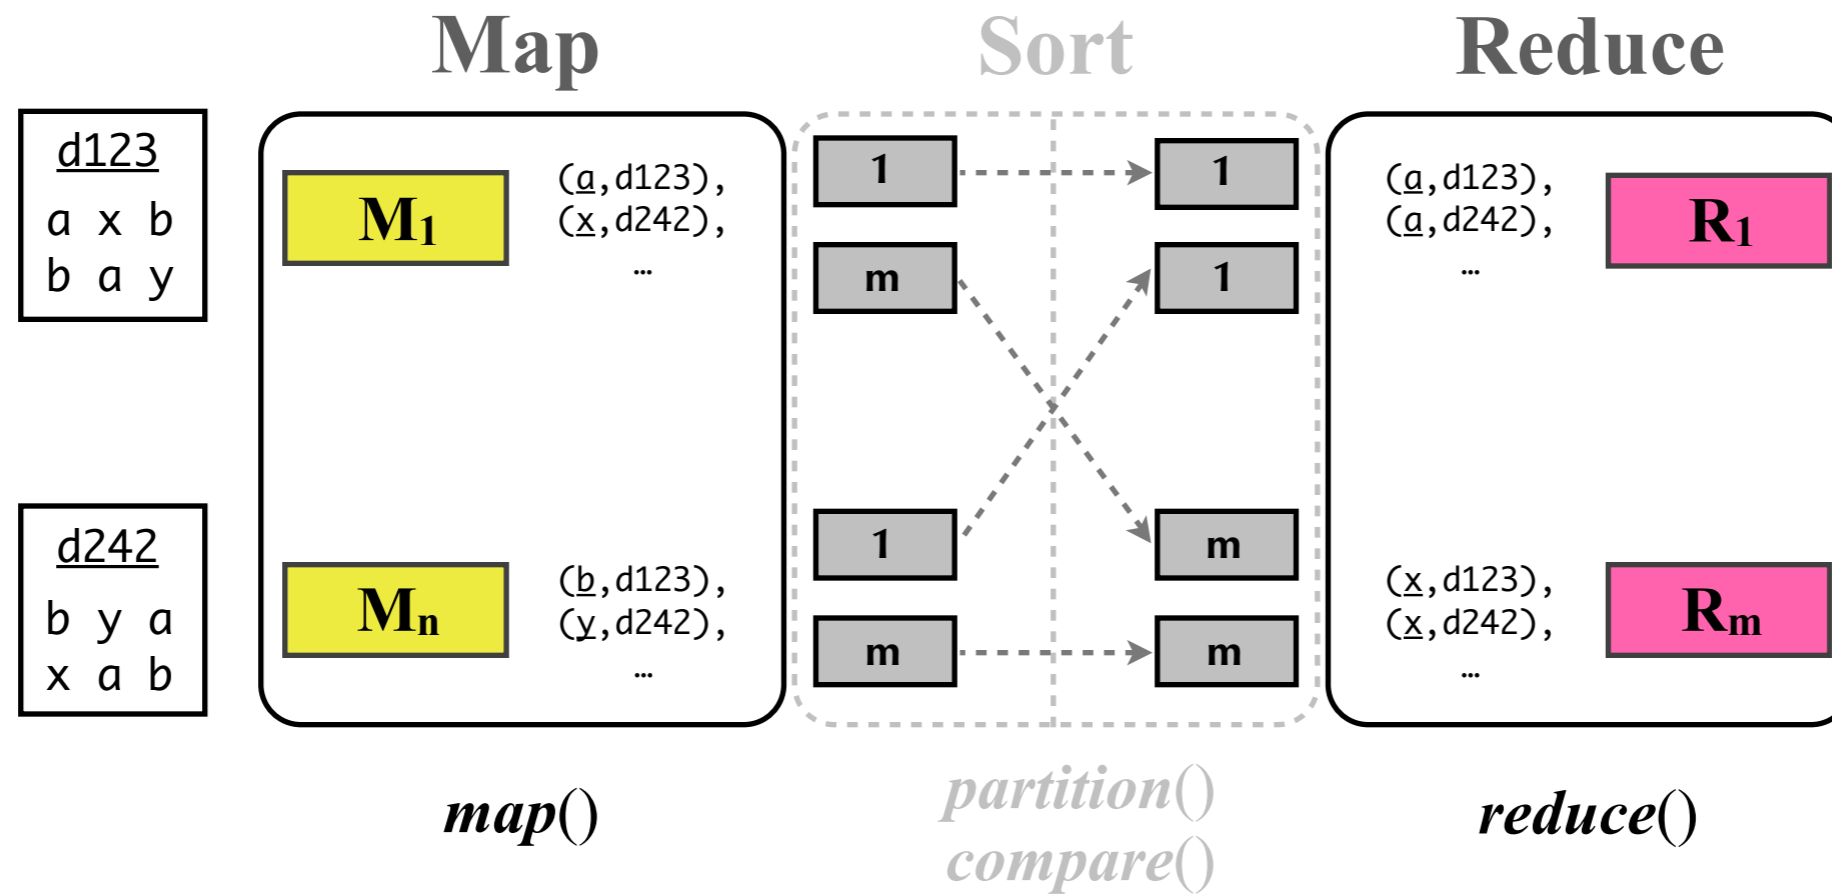 Map
Sort
Reduce
d123
a x b
b a y
M1
(a,d123),
(x,d242),
…
1
m
1
1
(a,d123),
(a,d242),
…
R1
d242
b y a
x a b
Mn
(b,d123),
(y,d242),
…
1
m
m
m
(x,d123),
(x,d242),
…
Rm
map()
partition()
compare()
reduce()